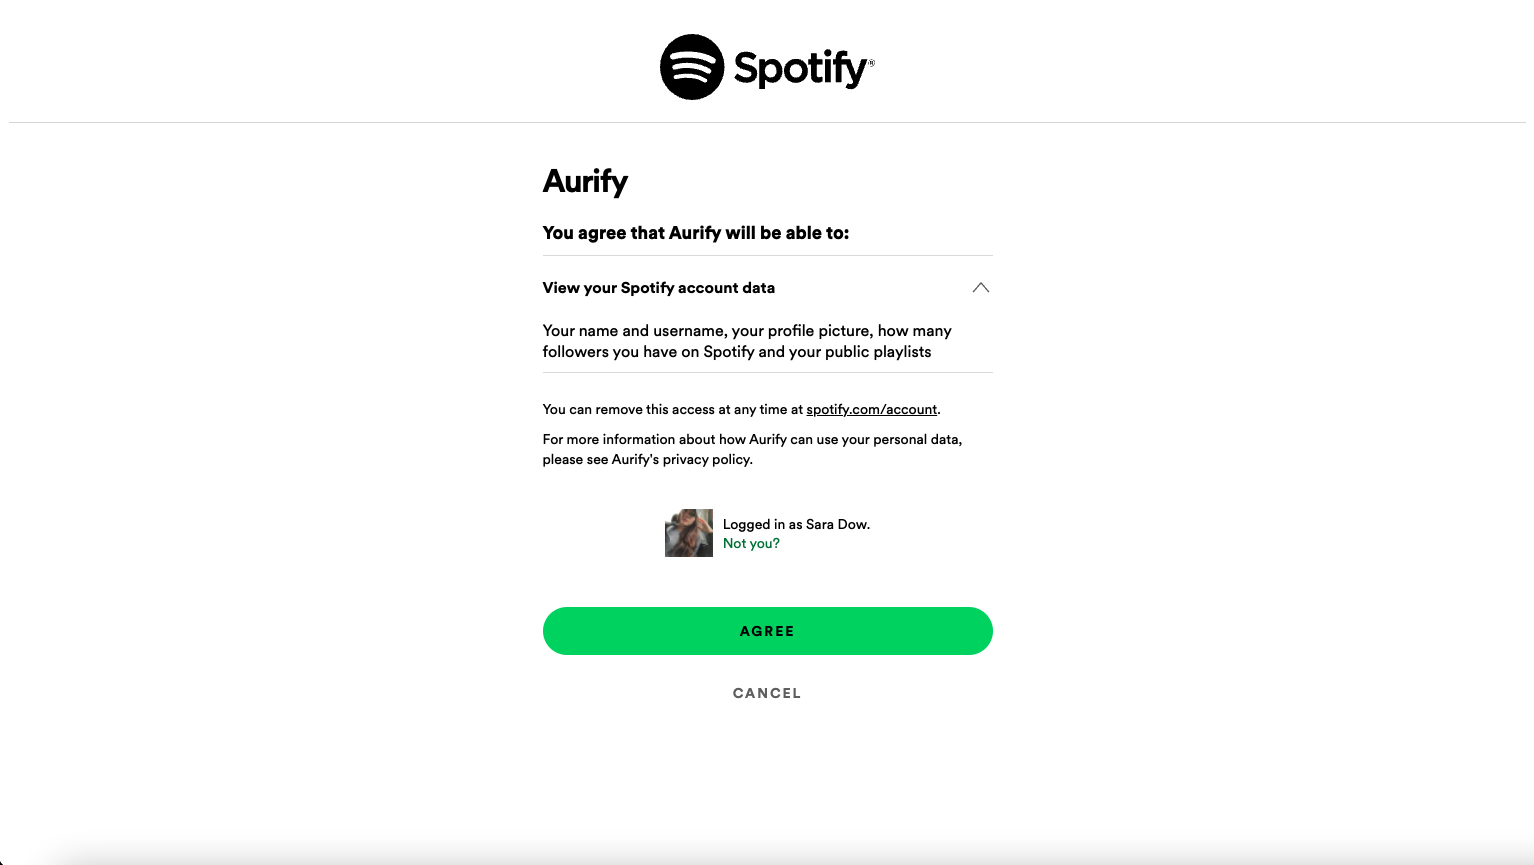 Spotify®
Aurify
You agree that Aurify will be able to:
View your Spotify account data
Your name and username, your profile picture, how many
followers you have on Spotify and your public playlists
You can remove this access at any time at spotify.com/account.
For more information about how Aurify can use your personal data,
please see Aurify's privacy policy.
Logged in as Sara Dow.
Not you?
AGREE
CANCEL